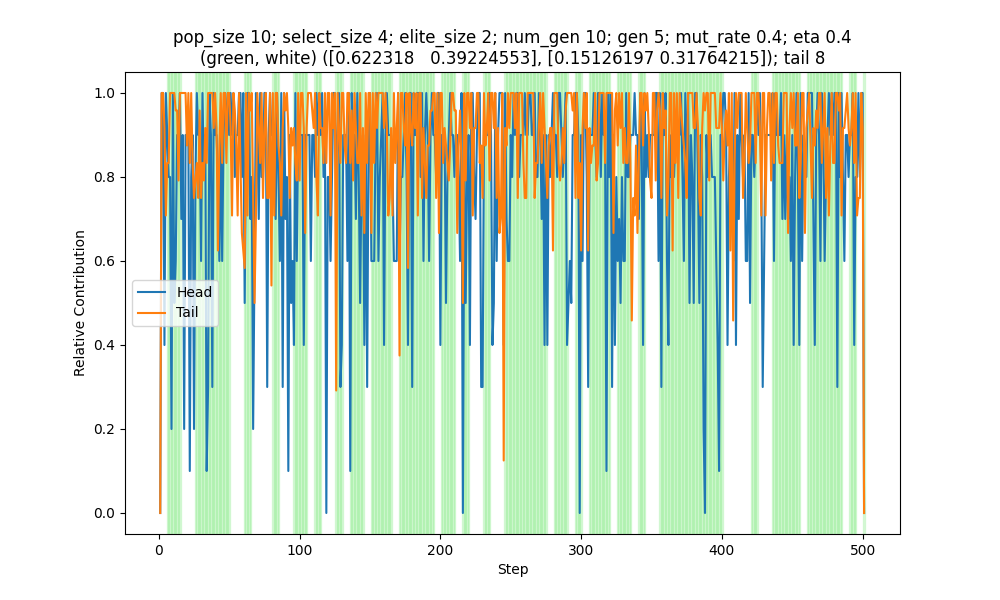 pop_size 10; select_size 4; elite_size 2; num_gen 10; gen 5; mut_rate 0.4; eta 0.4
(green, white) ([0.622318   0.39224553], [0.15126197 0.31764215]); tail 8
1.0
0.8
0.6
0.4
0.2
0.0
Relative Contribution
Head
Tail
0
100
200
300
400
500
Step